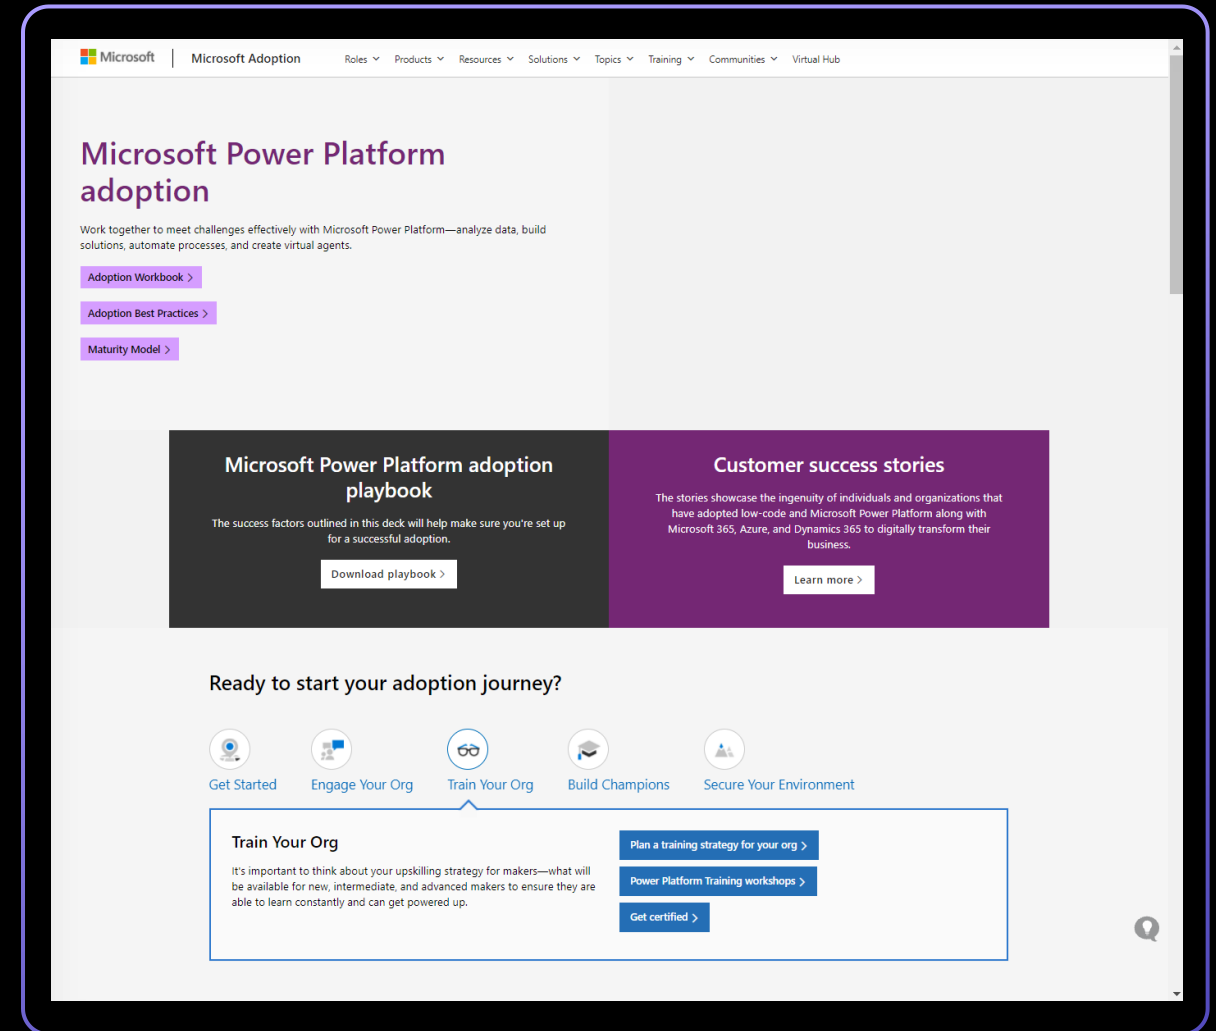 Microsoft
Microsoft Adoption
Roles
Products
Resources
Solutions
Topics
Training
Communities
Virtual Hub
Microsoft Power Platform
adoption
Work together to meet challenges effectively with Microsoft Power Platform—analyze data, build
solutions, automate processes, and create virtual agents.
Adoption Workbook >
Adoption Best Practices >
Maturity Model >
Microsoft Power Platform adoption
playbook
The success factors outlined in this deck will help make sure you're set up
for a successful adoption.
Download playbook >
Customer success stories
The stories showcase the ingenuity of individuals and organizations that
have adopted low-code and Microsoft Power Platform along with
Microsoft 365, Azure, and Dynamics 365 to digitally transform their
business.
Learn more >
Ready to start your adoption journey?
Get Started
Engage Your Org
Train Your Org
Build Champions
Secure Your Environment
Train Your Org
It's important to think about your upskilling strategy for makers—what will
be available for new, intermediate, and advanced makers to ensure they are
able to learn constantly and can get powered up.
Plan a training strategy for your org >
Power Platform Training workshops >
Get certified >